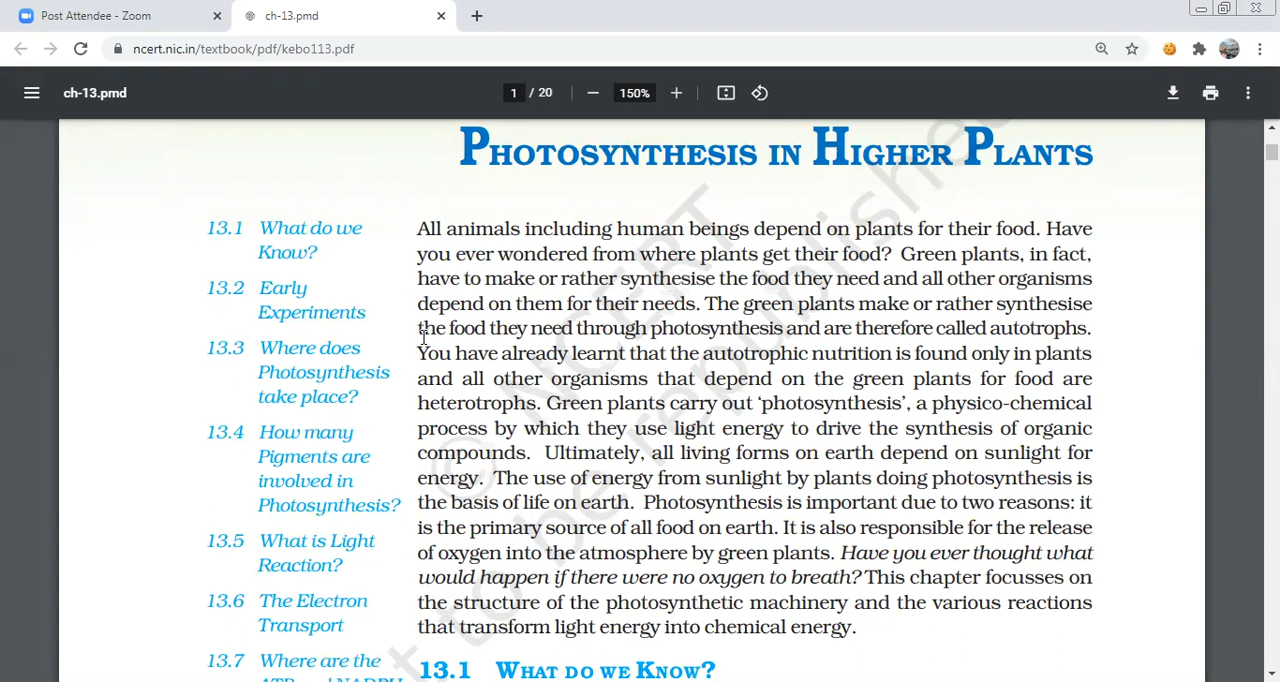 Post Attendee - Zoom
ch-13.pmd
ncert.nic.in/textbook/pdf/kebo113.pdf
ch-13.pmd
1 / 20
150%
PHOTOSYNTHESIS IN HIGHER PLANTS
13.1 What do we
Know?
13.2 Early
Experiments
13.3 Where does
Photosynthesis
take place?
13.4 How many
Pigments are
involved in
Photosynthesis?
13.5 What is Light
Reaction?
13.6 The Electron
Transport
13.7 Where are the
ATP and NADPH
All animals including human beings depend on plants for their food. Have
you ever wondered from where plants get their food? Green plants, in fact,
have to make or rather synthesise the food they need and all other organisms
depend on them for their needs. The green plants make or rather synthesise
the food they need through photosynthesis and are therefore called autotrophs.
You have already learnt that the autotrophic nutrition is found only in plants
and all other organisms that depend on the green plants for food are
heterotrophs. Green plants carry out ‘photosynthesis’, a physico-chemical
process by which they use light energy to drive the synthesis of organic
compounds. Ultimately, all living forms on earth depend on sunlight for
energy. The use of energy from sunlight by plants doing photosynthesis is
the basis of life on earth. Photosynthesis is important due to two reasons: it
is the primary source of all food on earth. It is also responsible for the release
of oxygen into the atmosphere by green plants. Have you ever thought what
would happen if there were no oxygen to breath? This chapter focusses on
the structure of the photosynthetic machinery and the various reactions
that transform light energy into chemical energy.
13.1 WHAT DO WE KNOW?
© NCERT
to be republished